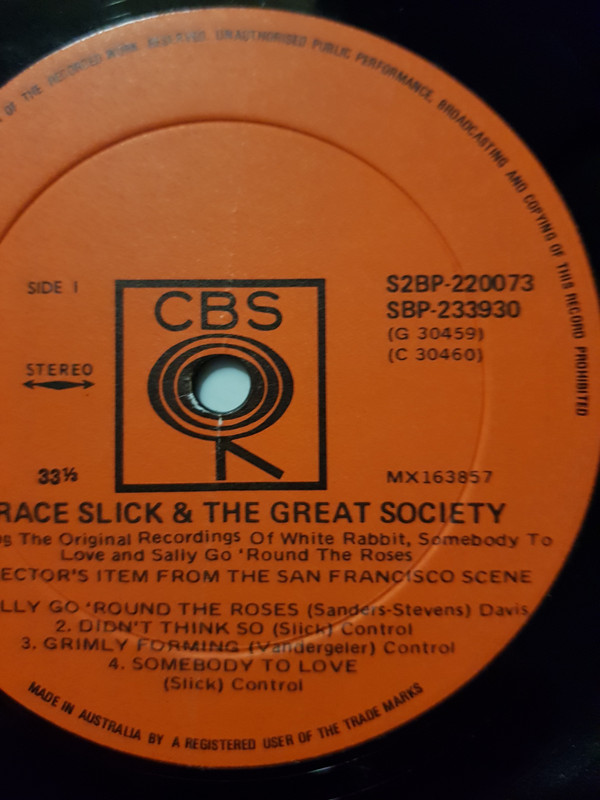 OF THE RECORDED WORK RESERVED UNAUTHORISED PUBLIC PERFORMANCE, BROADCASTING AND COPYING OF THIS RECORD PROHIBITED
SIDE 1
CBS
S2BP-220073
SBP-233930
(G 30459)
(C 30460)
STEREO
33⅓
MX163857
RACE SLICK & THE GREAT SOCIETY
The Original Recordings Of White Rabbit, Somebody To
Love and Sally Go 'Round The Roses
ECTOR'S ITEM FROM THE SAN FRANCISCO SCENE
LLY GO 'ROUND THE ROSES (Sanders-Stevens) Davis
2. DIDN'T THINK SO (Slick) Control
3. GRIMLY FORMING (Vandergeler) Control
4. SOMEBODY TO LOVE
(Slick) Control
MADE IN AUSTRALIA BY A REGISTERED USER OF THE TRADE MARKS